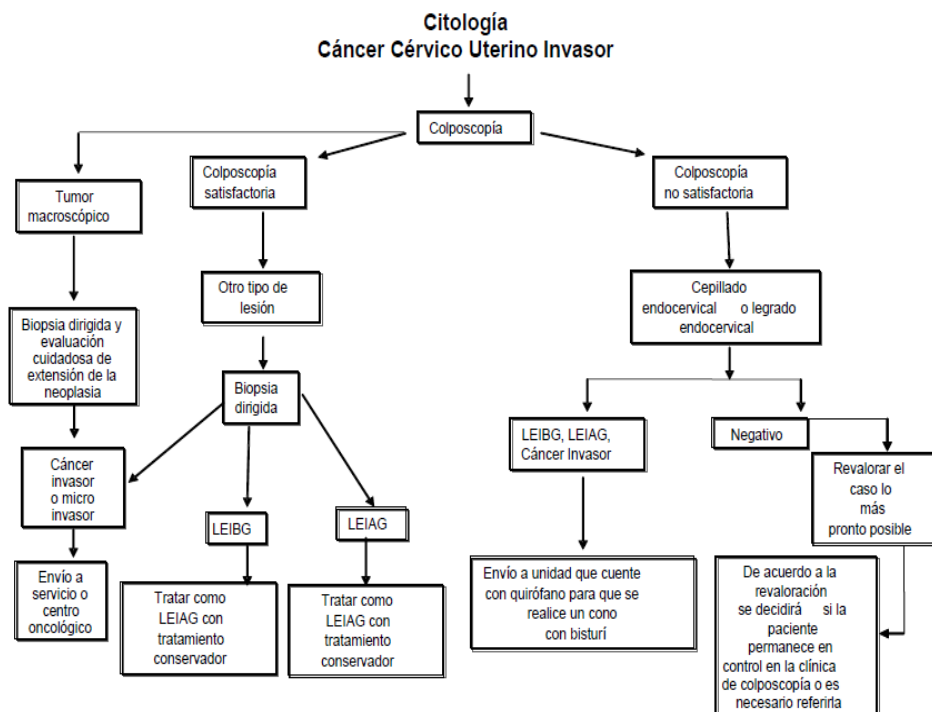 Citología
Cáncer Cérvico Uterino Invasor
Colposcopía
Tumor
macroscópico
Colposcopía
satisfactoria
Colposcopía
no satisfactoria
Otro tipo de
lesión
Cepillado
endocervical o legrado
endocervical
Biopsia dirigida y
evaluación
cuidadosa de
extensión de la
neoplasia
Biopsia
dirigida
LEIBG, LEIAG,
Cáncer Invasor
Negativo
Cáncer
invasor
o micro
invasor
Revalorar el
caso lo
más
pronto posible
LEIBG
LEIAG
Envío a
servicio o
centro
oncológico
Tratar como
LEIAG con
tratamiento
conservador
Tratar como
LEIAG con
tratamiento
conservador
Envío a unidad que cuente
con quirófano para que se
realice un cono
con bisturí
De acuerdo a la
revaloración
se decidirá si la
paciente
permanece en
control en la clínica
de colposcopía o es
necesario referirla